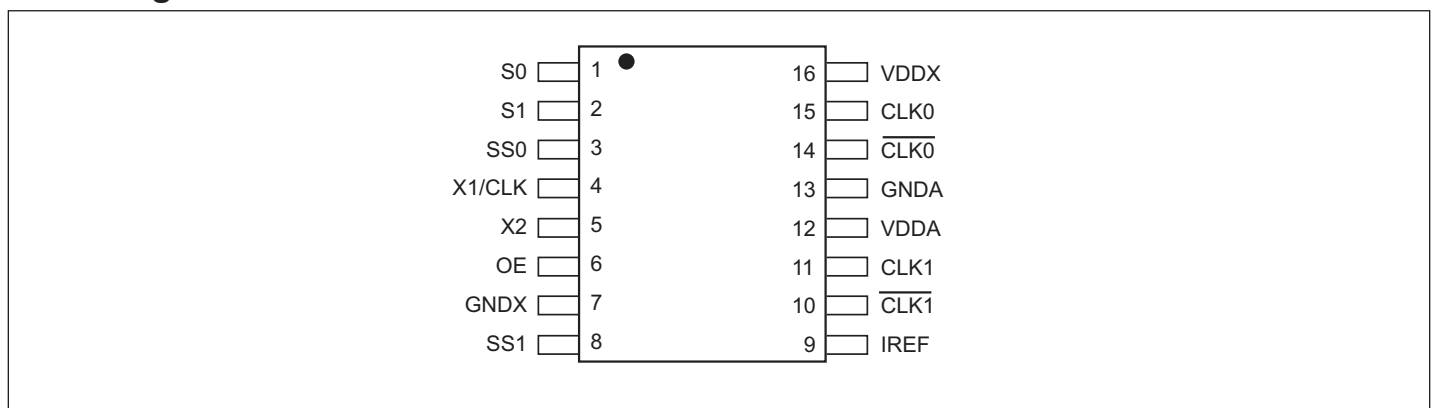 S0 1 16 VDDX
S1 2 15 CLK0
SS0 3 14 CLK0
X1/CLK 4 13 GNDA
X2 5 12 VDDA
OE 6 11 CLK1
GNDX 7 10 CLK1
SS1 8 9 IREF